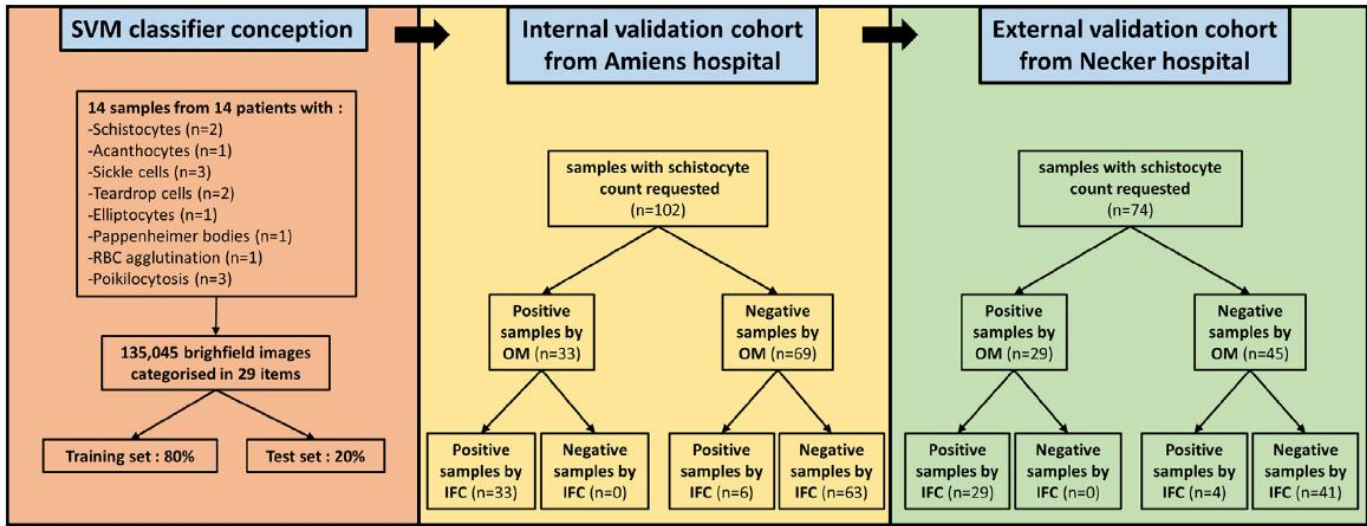 SVM classifier conception
14 samples from 14 patients with :
-Schistocytes (n=2)
-Acanthocytes (n=1)
-Sickle cells (n=3)
-Teardrop cells (n=2)
-Elliptocytes (n=1)
-Pappenheimer bodies (n=1)
-RBC agglutination (n=1)
-Poikilocytosis (n=3)
135,045 brighfield images
categorised in 29 items
Training set : 80%
Test set : 20%
Internal validation cohort
from Amiens hospital
samples with schistocyte
count requested
(n=102)
Positive
samples by
OM (n=33)
Negative
samples by
OM (n=69)
Positive
samples by
IFC (n=33)
Negative
samples by
IFC (n=0)
Positive
samples by
IFC (n=6)
Negative
samples by
IFC (n=63)
External validation cohort
from Necker hospital
samples with schistocyte
count requested
(n=74)
Positive
samples by
OM (n=29)
Negative
samples by
OM (n=45)
Positive
samples by
IFC (n=29)
Negative
samples by
IFC (n=0)
Positive
samples by
IFC (n=4)
Negative
samples by
IFC (n=41)